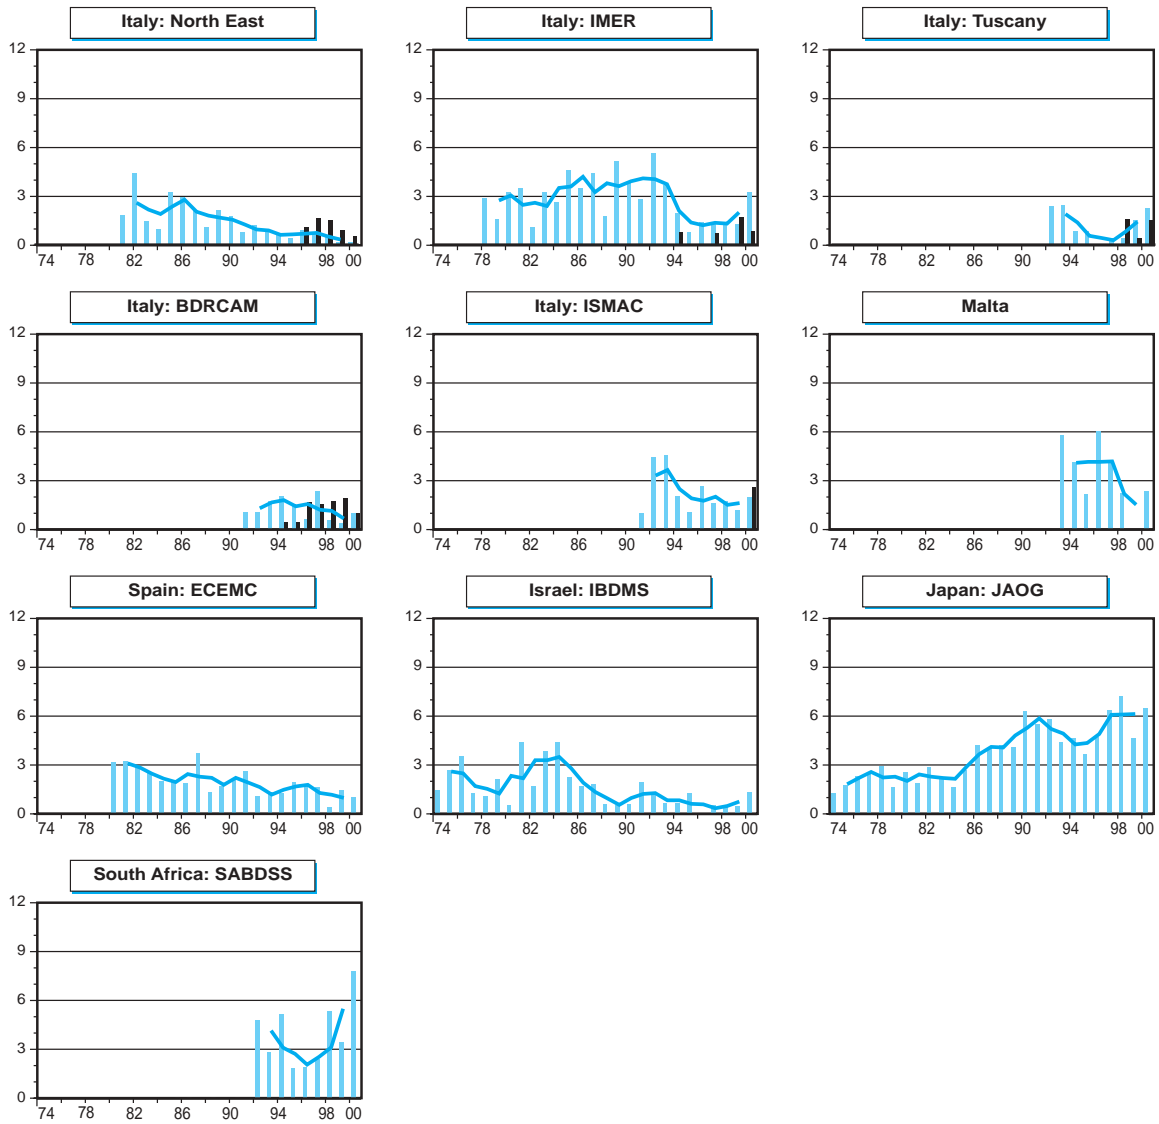 Italy: North East
Italy: IMER
Italy: Tuscany
12
9
6
3
0
74 78 82 86 90 94 98 00
12
9
6
3
0
74 78 82 86 90 94 98 00
12
9
6
3
0
74 78 82 86 90 94 98 00
Italy: BDRCAM
Italy: ISMAC
Malta
12
9
6
3
0
74 78 82 86 90 94 98 00
12
9
6
3
0
74 78 82 86 90 94 98 00
12
9
6
3
0
74 78 82 86 90 94 98 00
Spain: ECEMC
Israel: IBDMS
Japan: JAOG
12
9
6
3
0
74 78 82 86 90 94 98 00
12
9
6
3
0
74 78 82 86 90 94 98 00
12
9
6
3
0
74 78 82 86 90 94 98 00
South Africa: SABDSS
12
9
6
3
0
74 78 82 86 90 94 98 00